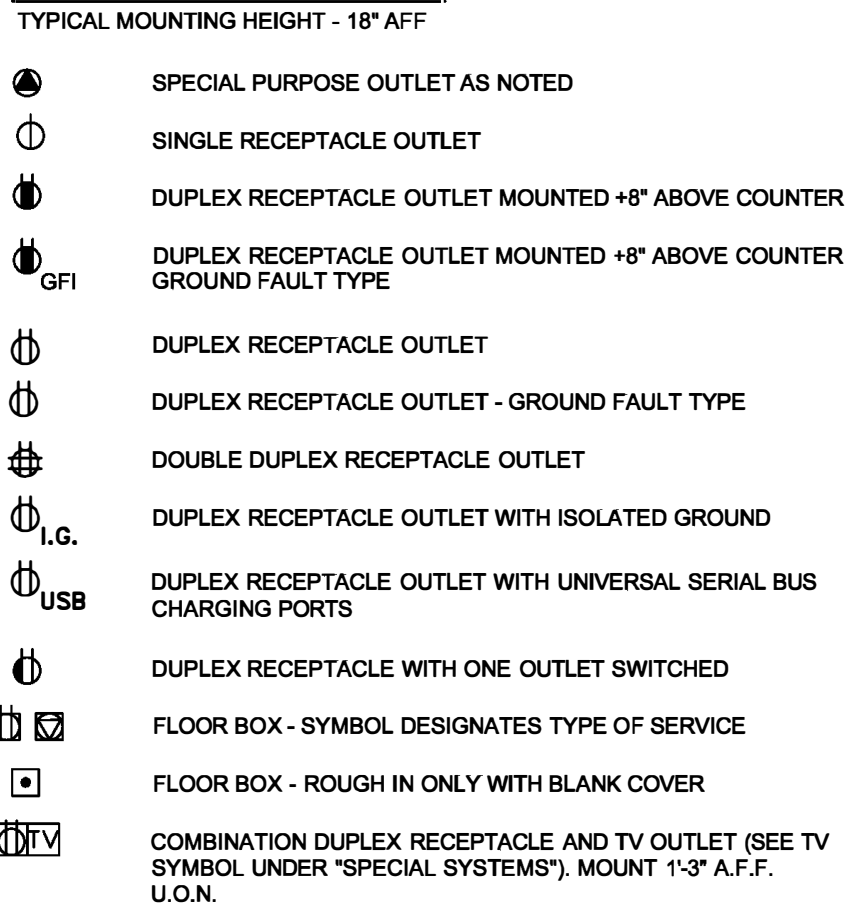 TYPICAL MOUNTING HEIGHT - 18" AFF
SPECIAL PURPOSE OUTLET AS NOTED
SINGLE RECEPTACLE OUTLET
DUPLEX RECEPTACLE OUTLET MOUNTED +8" ABOVE COUNTER
GFI
DUPLEX RECEPTACLE OUTLET MOUNTED +8" ABOVE COUNTER
GROUND FAULT TYPE
DUPLEX RECEPTACLE OUTLET
DUPLEX RECEPTACLE OUTLET - GROUND FAULT TYPE
DOUBLE DUPLEX RECEPTACLE OUTLET
I.G.
DUPLEX RECEPTACLE OUTLET WITH ISOLATED GROUND
USB
DUPLEX RECEPTACLE OUTLET WITH UNIVERSAL SERIAL BUS
CHARGING PORTS
DUPLEX RECEPTACLE WITH ONE OUTLET SWITCHED
FLOOR BOX - SYMBOL DESIGNATES TYPE OF SERVICE
FLOOR BOX - ROUGH IN ONLY WITH BLANK COVER
TV
COMBINATION DUPLEX RECEPTACLE AND TV OUTLET (SEE TV
SYMBOL UNDER "SPECIAL SYSTEMS"). MOUNT 1'-3" A.F.F.
U.O.N.